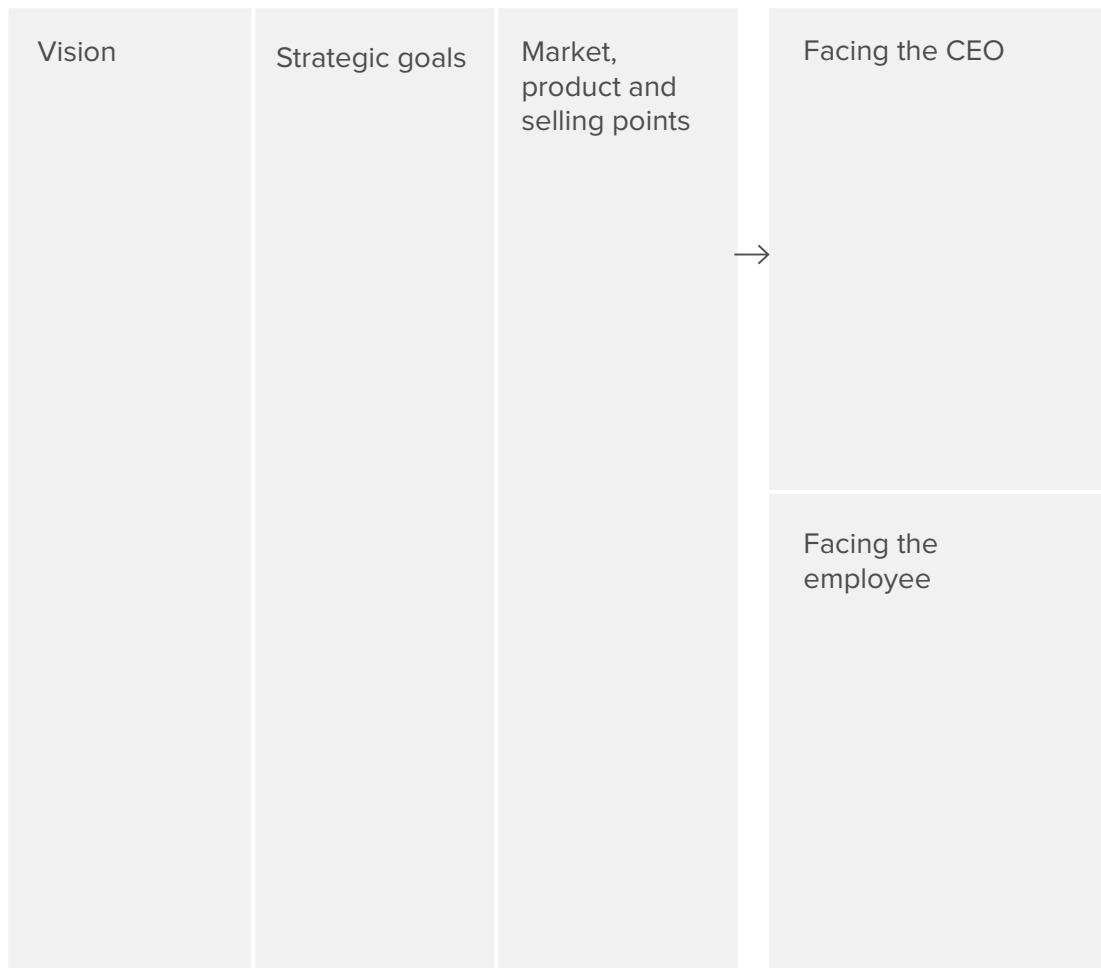 Vision
Strategic goals
Market,
product and
selling points
Facing the CEO
Facing the
employee